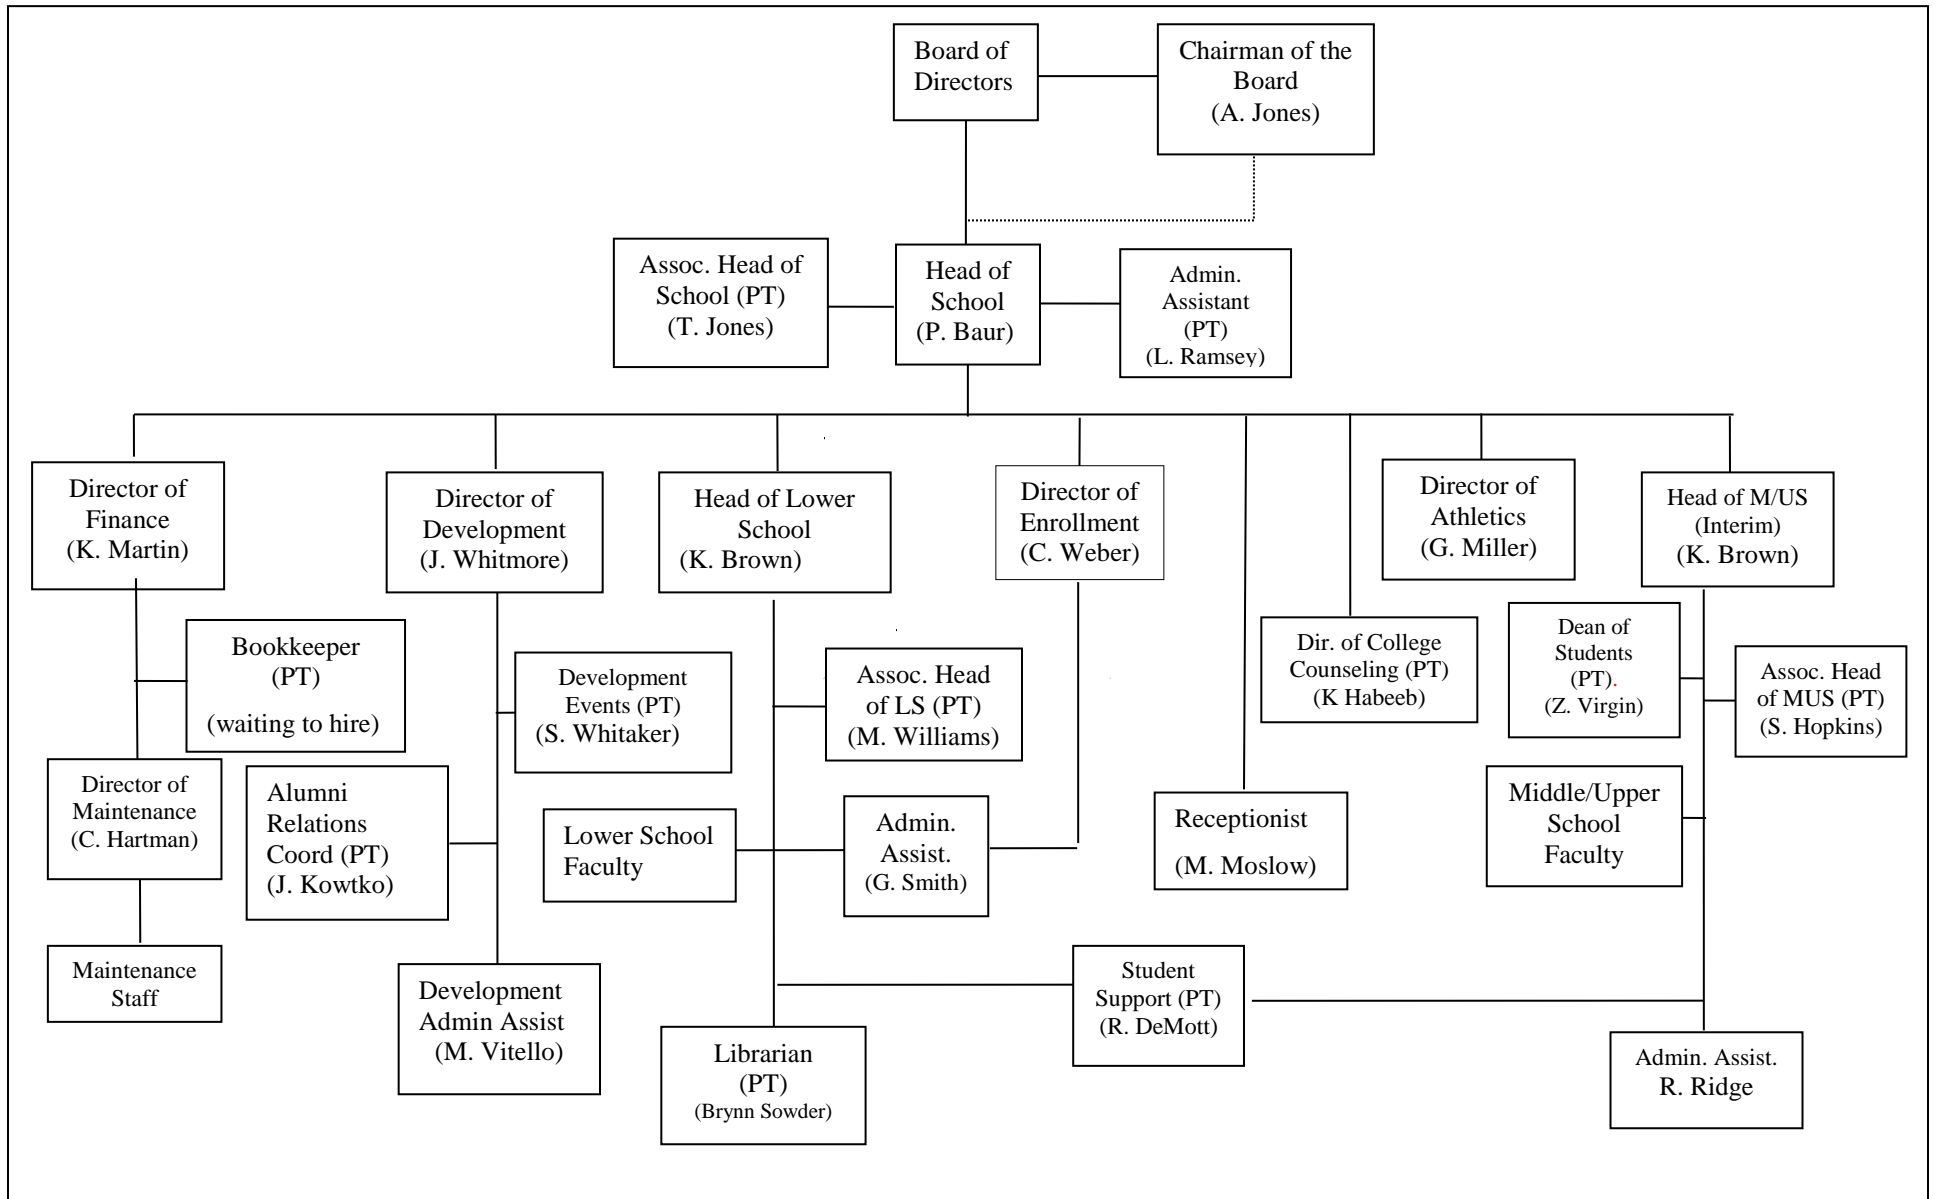 Board of
Directors
Chairman of the
Board
(A. Jones)
Assoc. Head of
School (PT)
(T. Jones)
Head of
School
(P. Baur)
Admin.
Assistant
(PT)
(L. Ramsey)
Director of
Finance
(K. Martin)
Director of
Development
(J. Whitmore)
Head of Lower
School
(K. Brown)
Director of
Enrollment
(C. Weber)
Director of
Athletics
(G. Miller)
Head of M/US
(Interim)
(K. Brown)
Bookkeeper
(PT)
(waiting to hire)
Development
Events (PT)
(S. Whitaker)
Assoc. Head
of LS (PT)
(M. Williams)
Dir. of College
Counseling (PT)
(K Habeeb)
Dean of
Students
(PT).
(Z. Virgin)
Assoc. Head
of MUS (PT)
(S. Hopkins)
Director of
Maintenance
(C. Hartman)
Alumni
Relations
Coord (PT)
(J. Kowtko)
Lower School
Faculty
Admin.
Assist.
(G. Smith)
Receptionist
(M. Moslow)
Middle/Upper
School
Faculty
Maintenance
Staff
Development
Admin Assist
(M. Vitello)
Librarian
(PT)
(Brynn Sowder)
Student
Support (PT)
(R. DeMott)
Admin. Assist.
R. Ridge